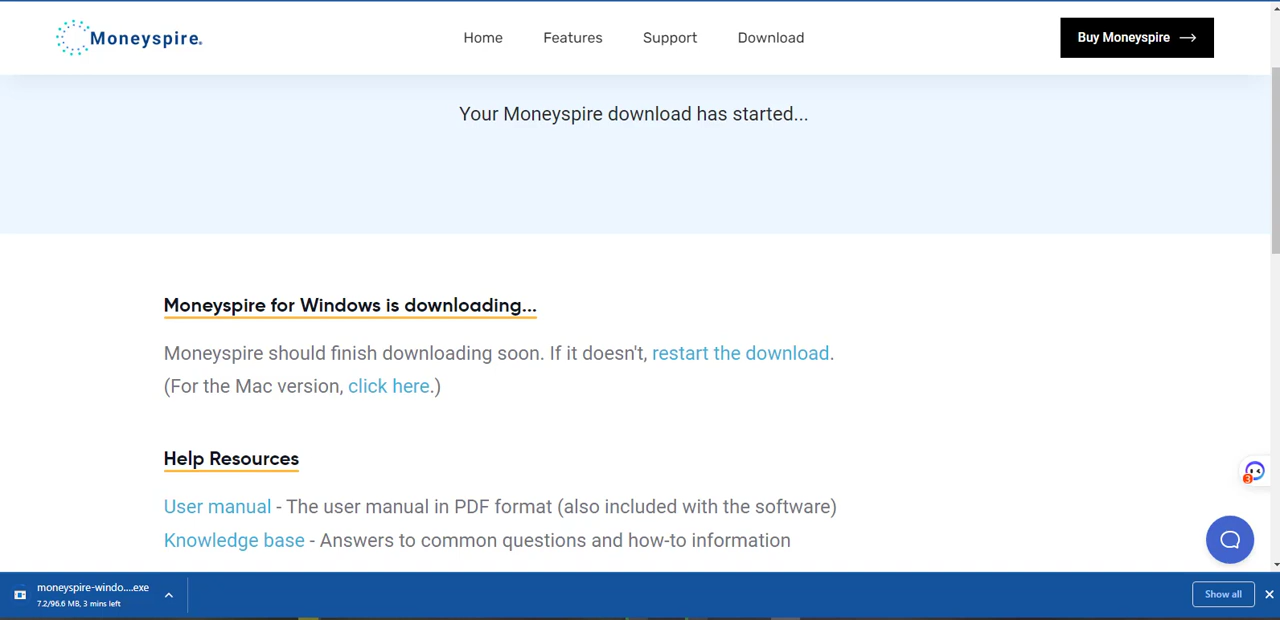 Moneyspire.
Home
Features
Support
Download
Buy Moneyspire
Your Moneyspire download has started...
Moneyspire for Windows is downloading...
Moneyspire should finish downloading soon. If it doesn't, restart the download.
(For the Mac version, click here.)
Help Resources
User manual - The user manual in PDF format (also included with the software)
Knowledge base - Answers to common questions and how-to information
3
moneyspire-windo....exe
7.2/96.6 MB, 3 mins left
Show all